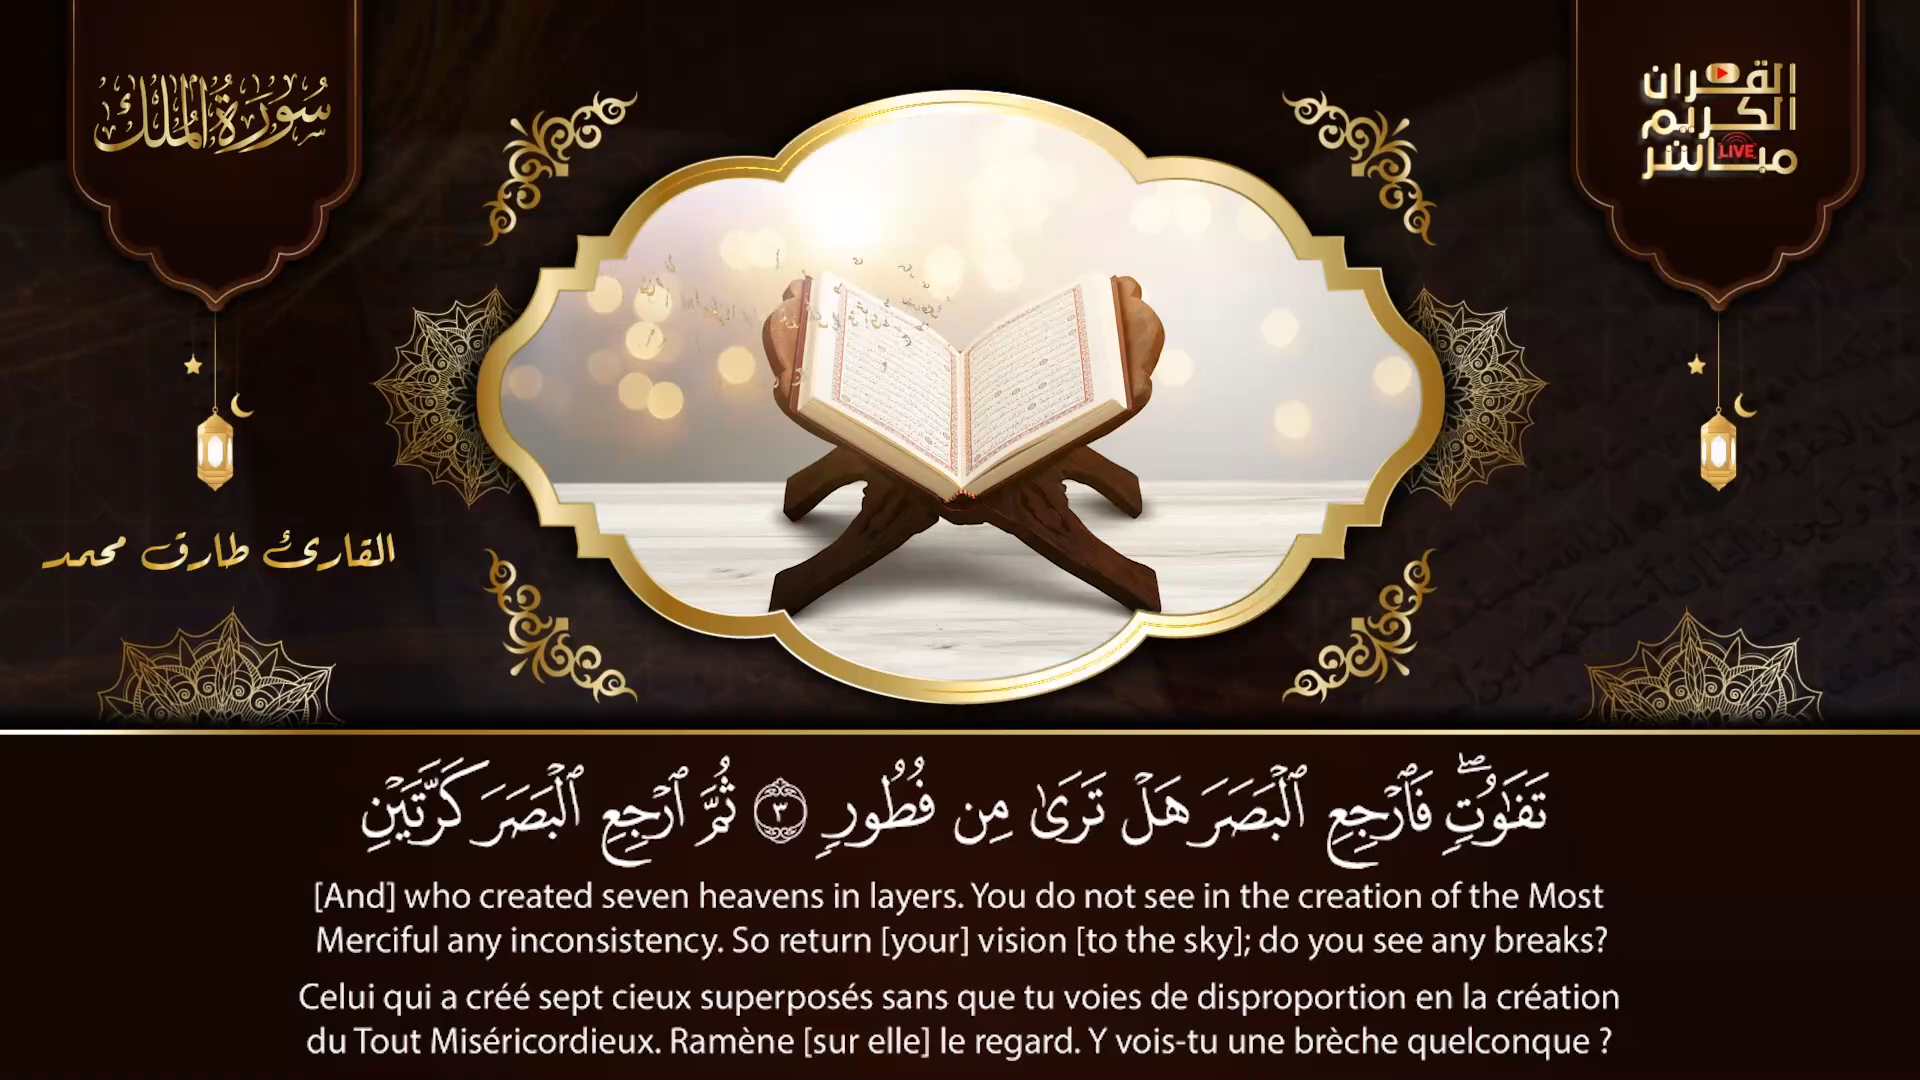 سُورَةُ المُلك
القرآن
الكريم
مباشر
LIVE
القارئ طارق محمد
تَفَٰوُتٖۖ فَٱرۡجِعِ ٱلۡبَصَرَ هَلۡ تَرَىٰ مِن فُطُورٖ ٣ ثُمَّ ٱرۡجِعِ ٱلۡبَصَرَ كَرَّتَيۡنِ
[And] who created seven heavens in layers. You do not see in the creation of the Most
Merciful any inconsistency. So return [your] vision [to the sky]; do you see any breaks?
Celui qui a créé sept cieux superposés sans que tu voies de disproportion en la création
du Tout Miséricordieux. Ramène [sur elle] le regard. Y vois-tu une brèche quelconque ?